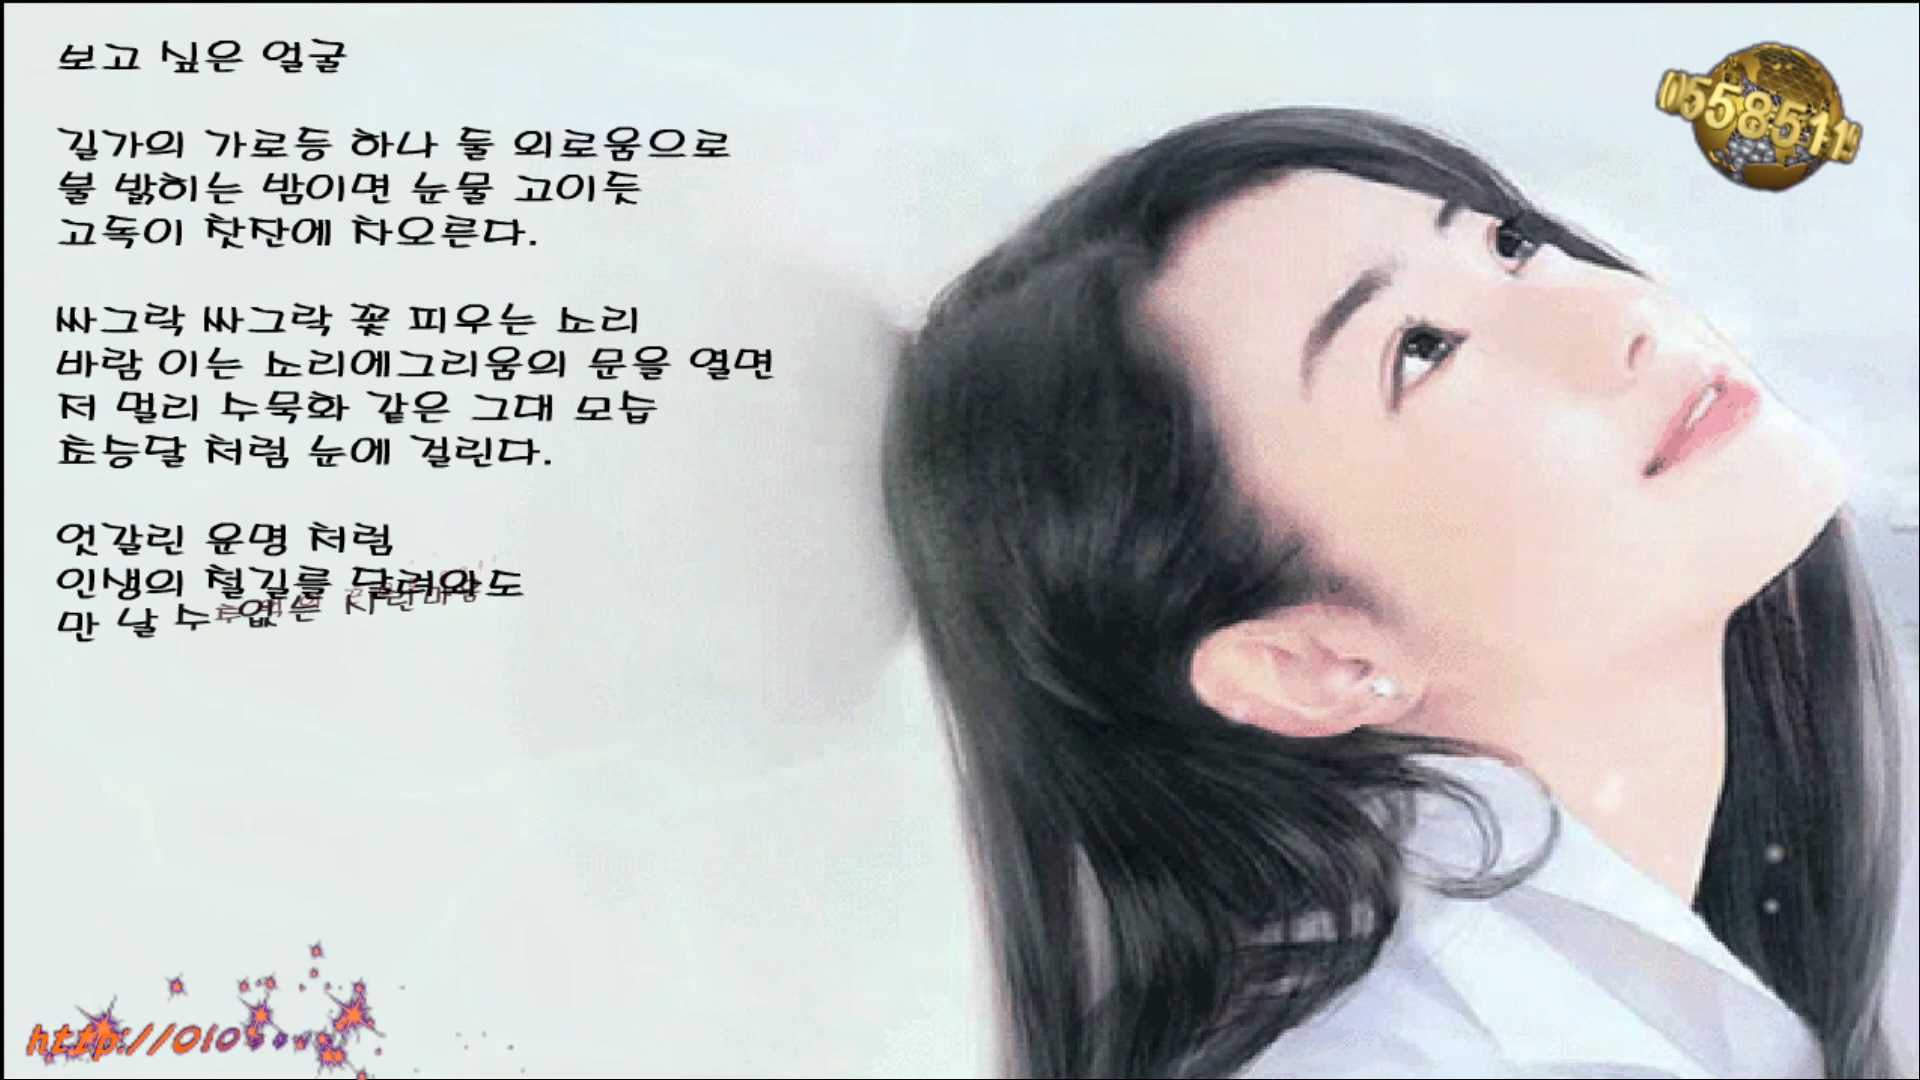 보고 싶은 얼굴
길가의 가로등 하나 둘 외로움으로
불 밝히는 밤이면 눈물 고이듯
고독이 찻잔에 차오른다.
싸그락 싸그락 꽃 피우는 소리
바람 이는 소리에그리움의 문을 열면
저 멀리 수묵화 같은 그대 모습
초승달 처럼 눈에 걸린다.
엇갈린 운명 처럼
인생의 철길를 달려와도
만 날 수 없는
0558511
http://010